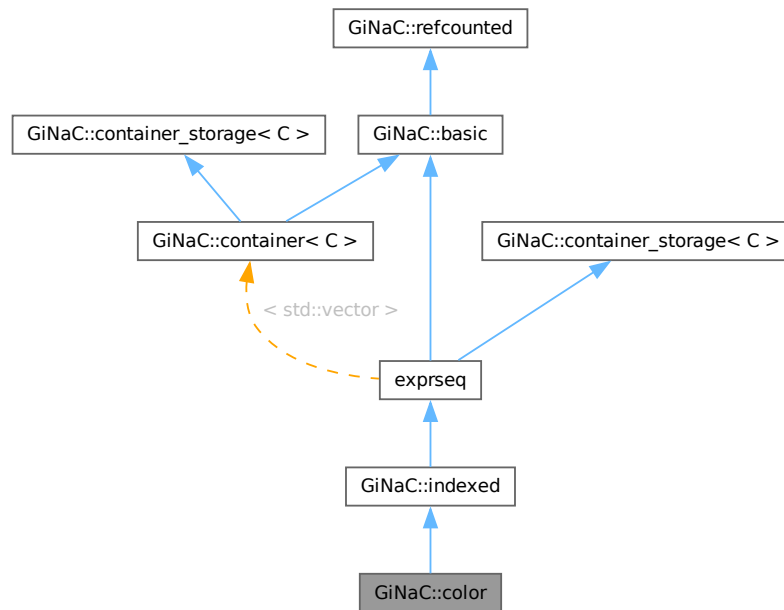 GiNaC::refcounted
GiNaC::container_storage< C >
GiNaC::basic
GiNaC::container< C >
GiNaC::container_storage< C >
< std::vector >
exprseq
GiNaC::indexed
GiNaC::color